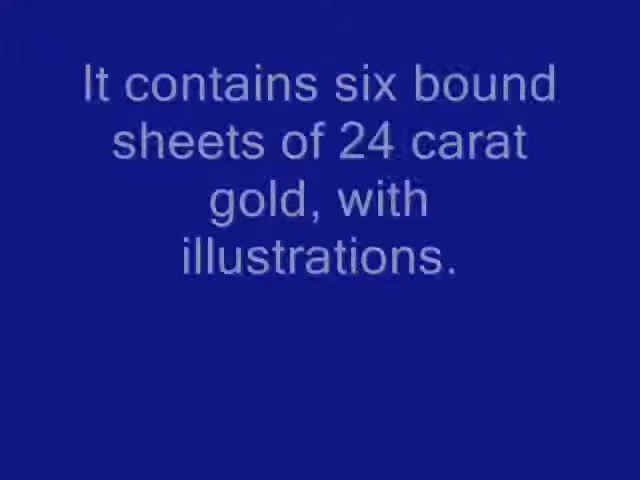 It contains six bound
sheets of 24 carat
gold, with
illustrations.